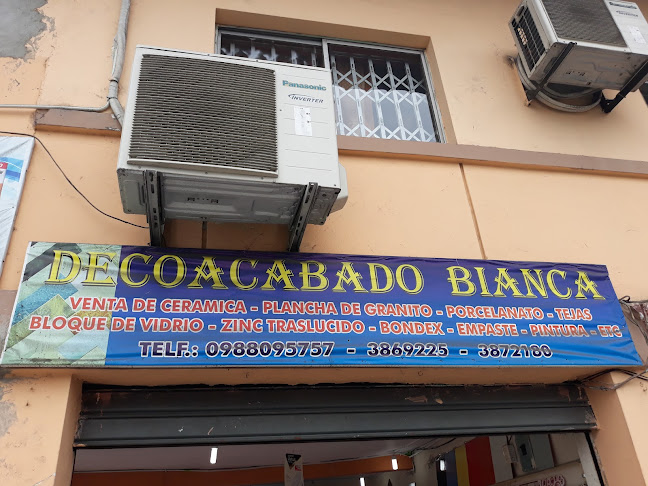 Panasonic
INVERTER
DECOACABADO BIANCA
VENTA DE CERAMICA - PLANCHA DE GRANITO - PORCELANATO - TEJAS
BLOQUE DE VIDRIO - ZINC TRASLUCIDO - BONDEX - EMPASTE - PINTURA - ETC
TELF.: 0988095757 - 3869225 - 3872180